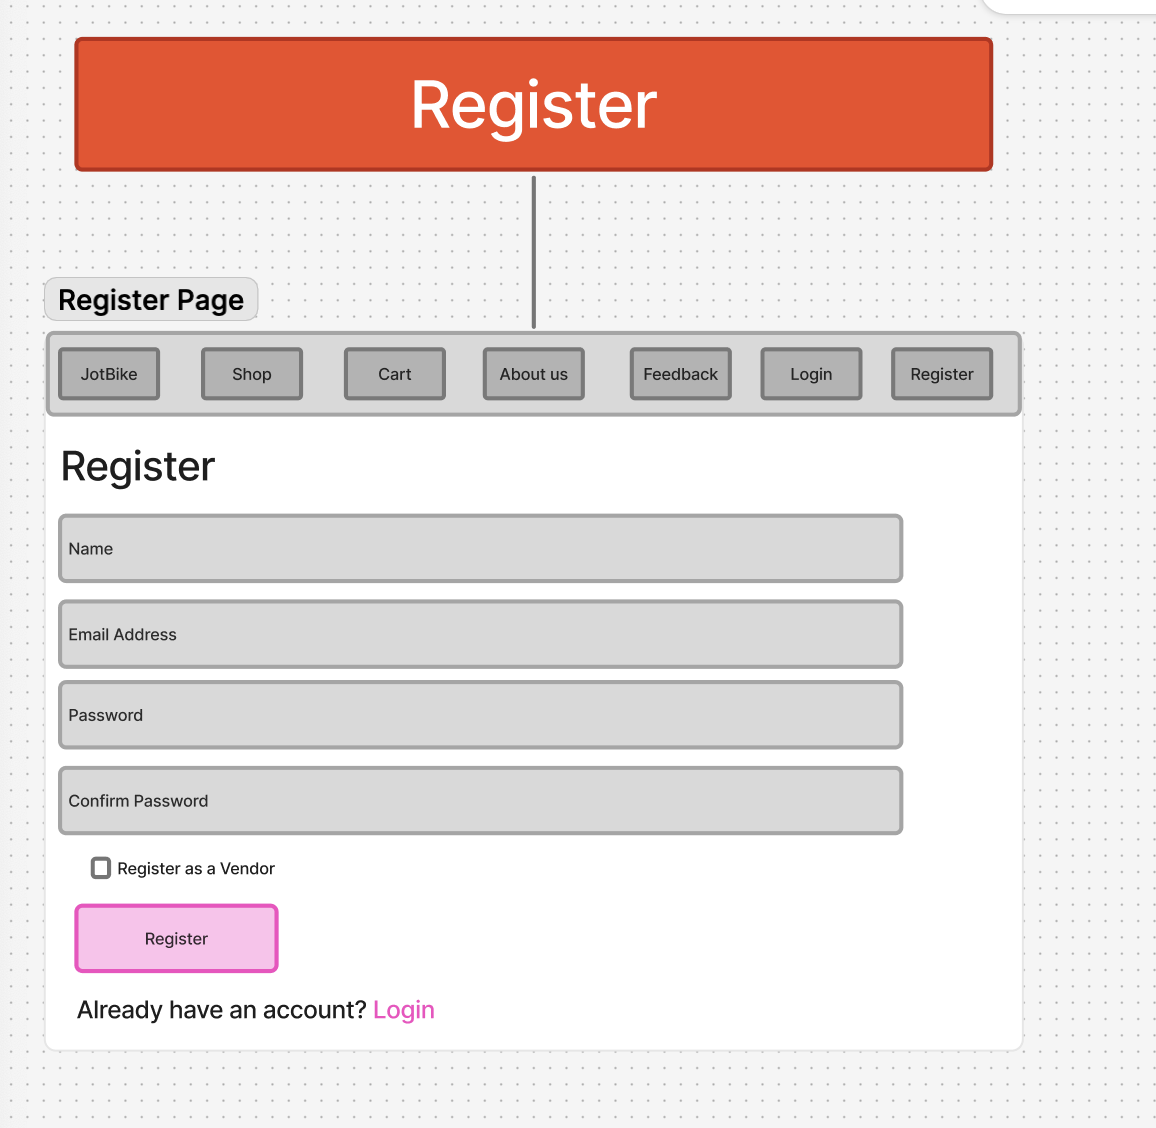 Register
Register Page
JotBike Shop Cart About us Feedback Login Register
Register
Name
Email Address
Password
Confirm Password
Register as a Vendor
Register
Already have an account? Login